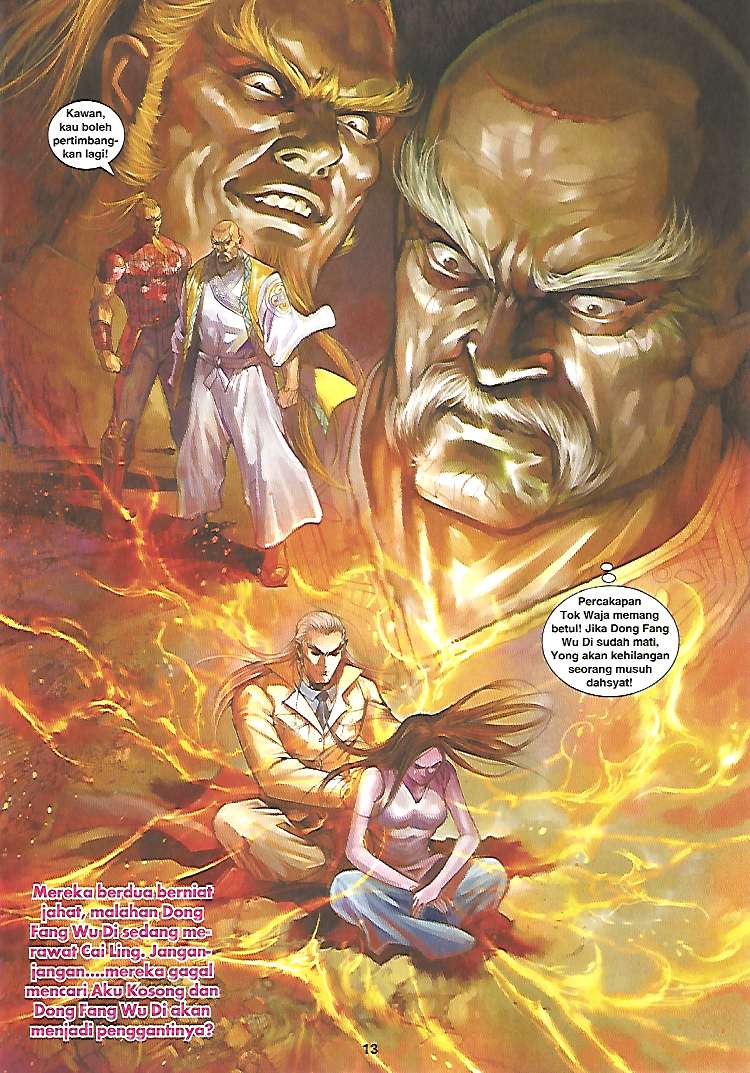 Kawan,
kau boleh
pertimbang-
kan lagi!
Percakapan
Tok Waja memang
betul! Jika Dong Fang
Wu Di sudah mati,
Yong akan kehilangan
seorang musuh
dahsyat!
Mereka berdua berniat
jahat, malahan Dong
Fang Wu Di sedang me-
rawat Cai Ling. Jangan-
jangan....mereka gagal
mencari Aku Kosong dan
Dong Fang Wu Di akan
menjadi penggantinya?
13